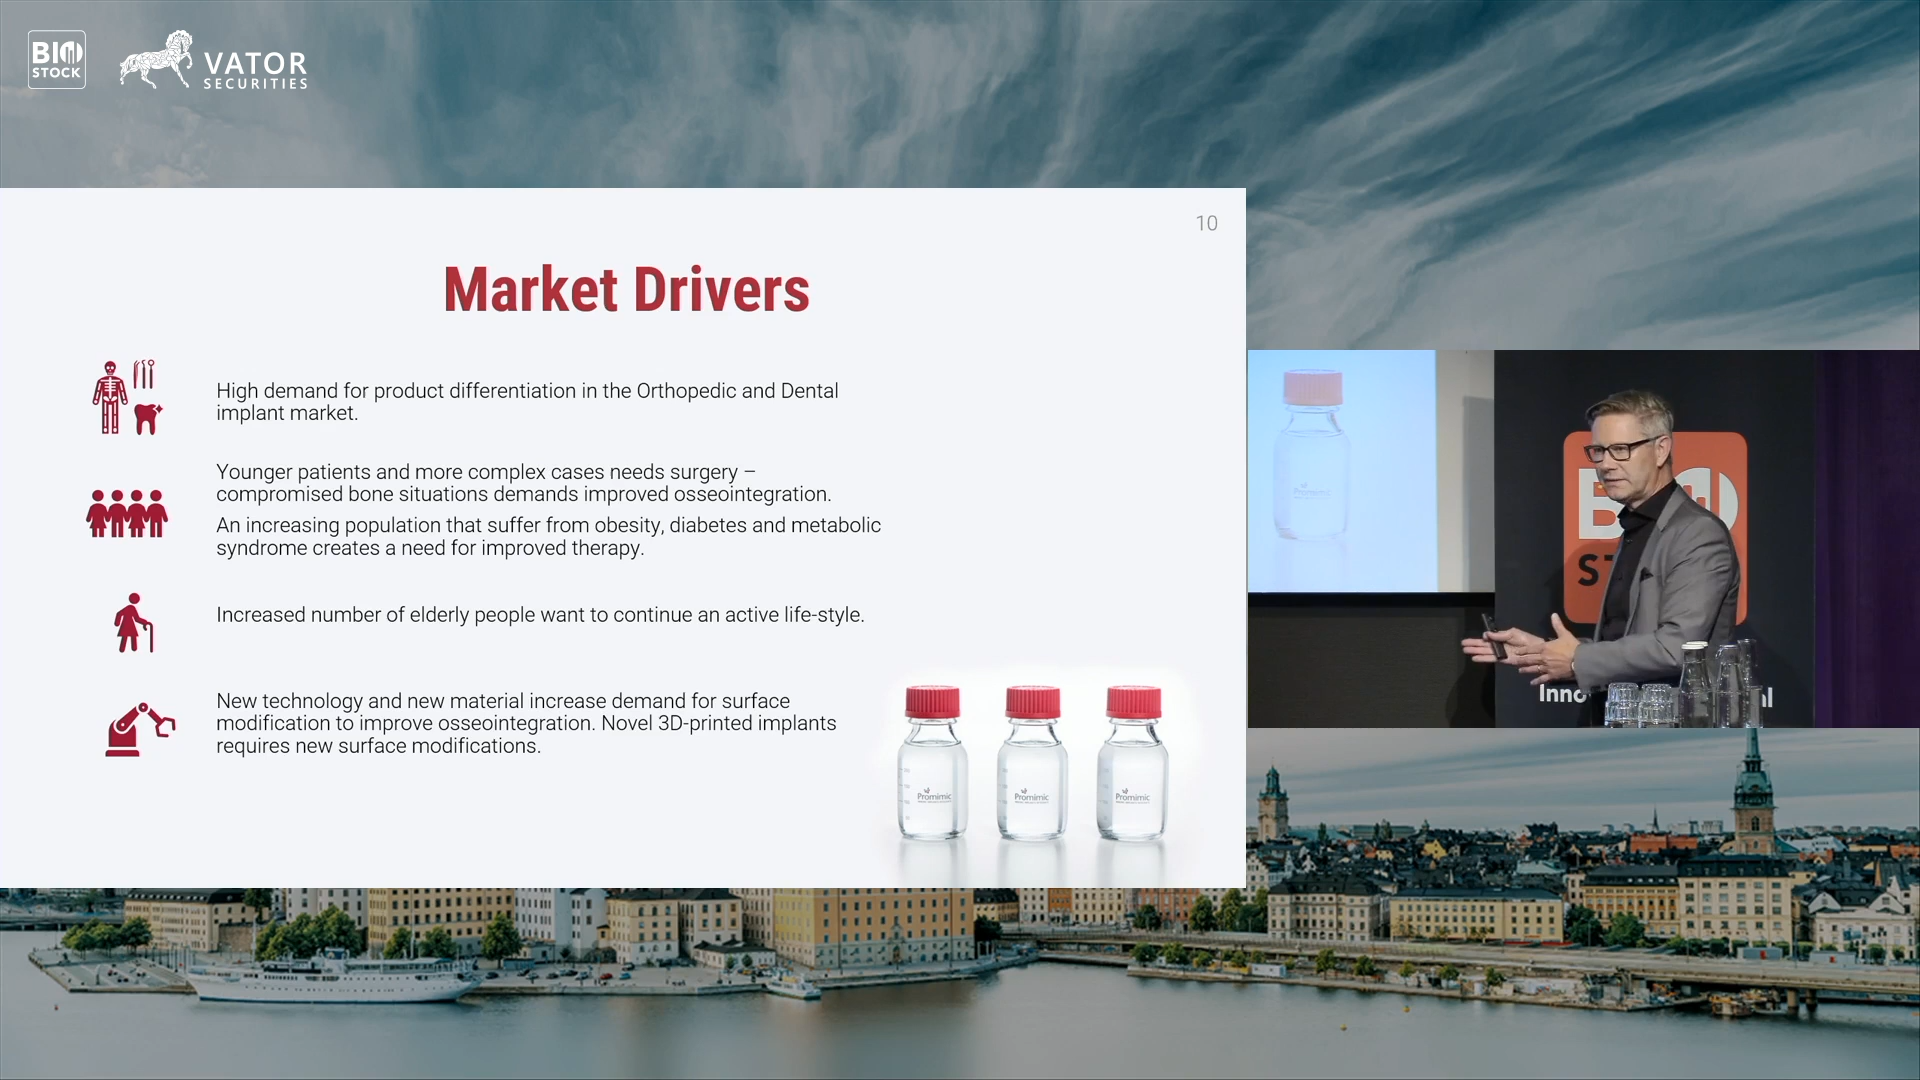 BIO
STOCK
VATOR
SECURITIES
10
Market Drivers
High demand for product differentiation in the Orthopedic and Dental
implant market.
Younger patients and more complex cases needs surgery –
compromised bone situations demands improved osseointegration.
An increasing population that suffer from obesity, diabetes and metabolic
syndrome creates a need for improved therapy.
Increased number of elderly people want to continue an active life-style.
New technology and new material increase demand for surface
modification to improve osseointegration. Novel 3D-printed implants
requires new surface modifications.
Promimic
Promimic
Promimic
Promimic
B
O
ST
Inno
al